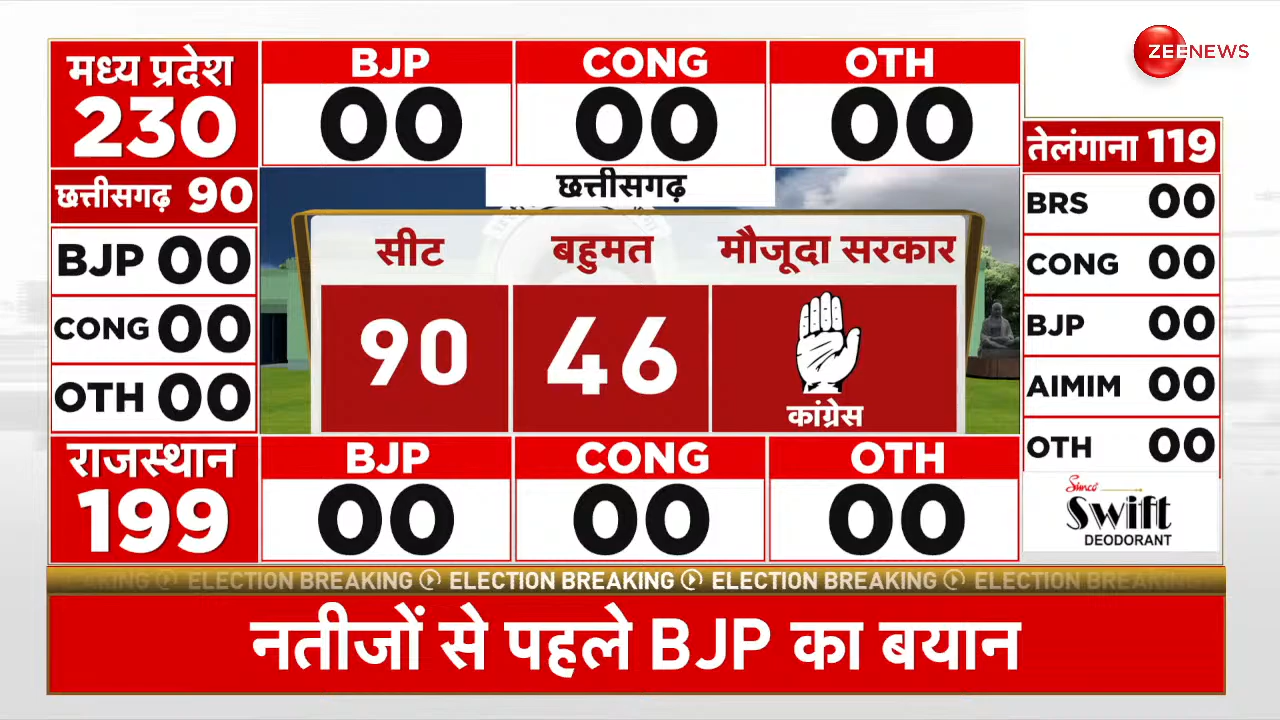 ZEENEWS
मध्य प्रदेश
230
BJP
00
CONG
00
OTH
00
छत्तीसगढ़ 90
BJP 00
CONG 00
OTH 00
छत्तीसगढ़
सीट
90
बहुमत
46
मौजूदा सरकार
कांग्रेस
तेलंगाना 119
BRS 00
CONG 00
BJP 00
AIMIM 00
OTH 00
राजस्थान
199
BJP
00
CONG
00
OTH
00
Simco
Swift
DEODORANT
ELECTION BREAKING ELECTION BREAKING ELECTION BREAKING ELECTION BREAKING
नतीजों से पहले BJP का बयान